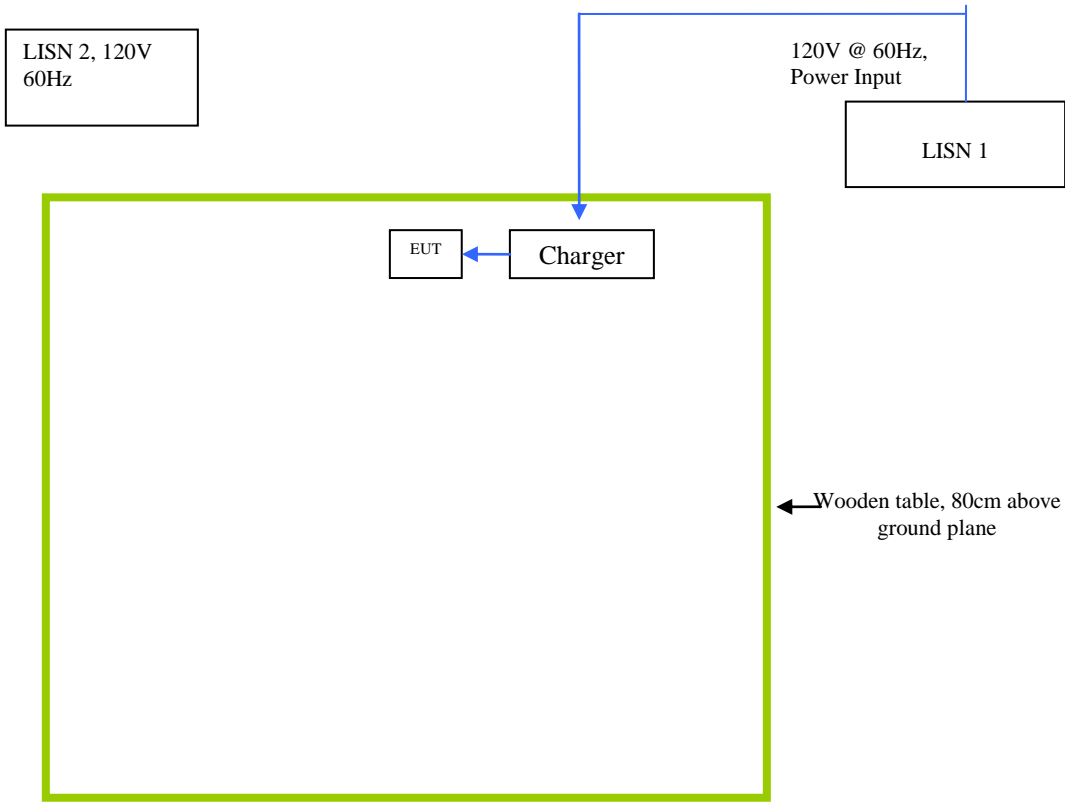 LISN 2, 120V
60Hz
120V @ 60Hz,
Power Input
LISN 1
EUT
Charger
Wooden table, 80cm above
ground plane